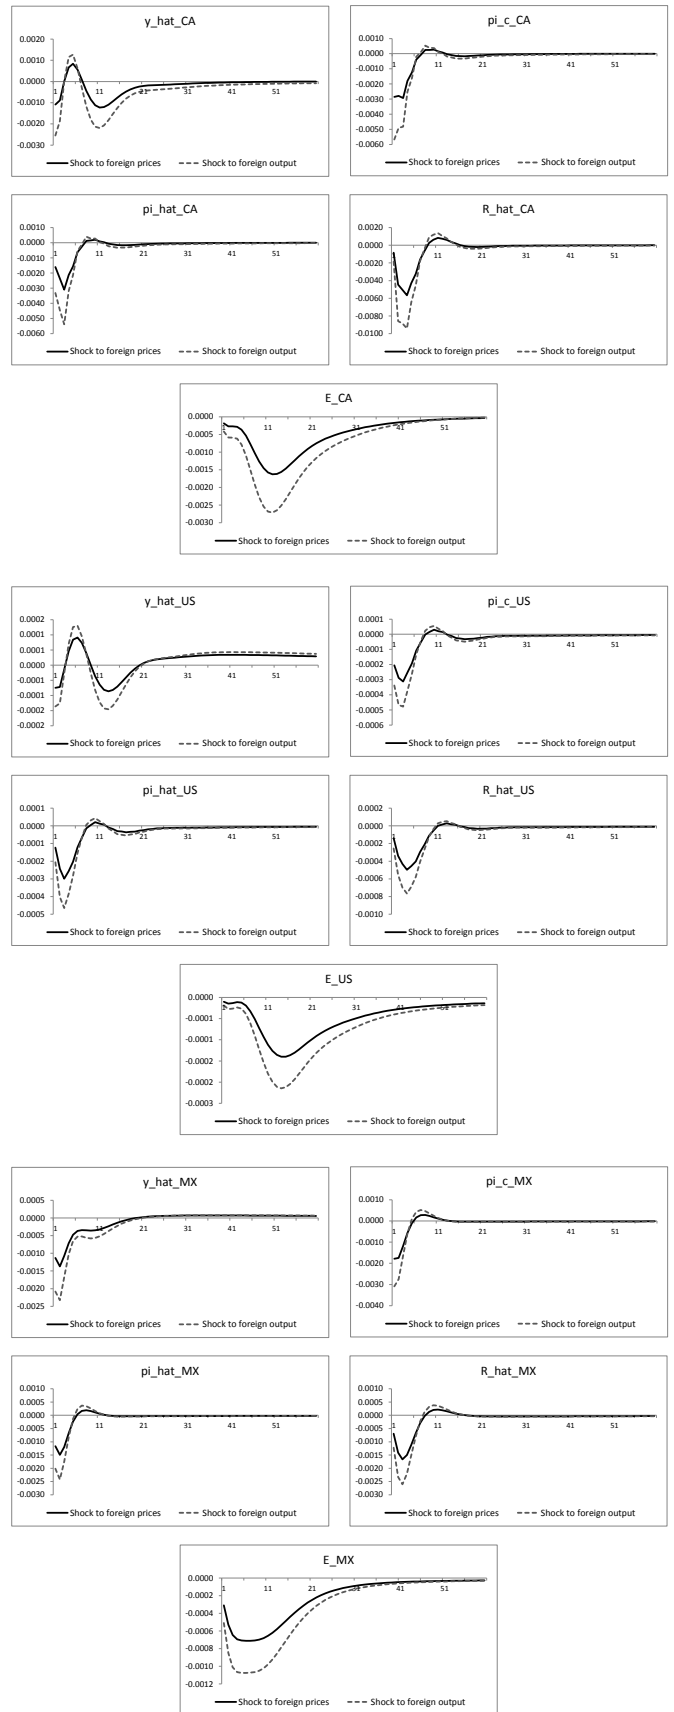 y_hat_CA
0.0020
0.0010
0.0000
-0.0010
-0.0020
-0.0030
1 11 21 31 41 51
Shock to foreign prices Shock to foreign output
pi_c_CA
0.0010
0.0000
-0.0010
-0.0020
-0.0030
-0.0040
-0.0050
-0.0060
1 11 21 31 41 51
Shock to foreign prices Shock to foreign output
pi_hat_CA
0.0010
0.0000
-0.0010
-0.0020
-0.0030
-0.0040
-0.0050
-0.0060
1 11 21 31 41 51
Shock to foreign prices Shock to foreign output
R_hat_CA
0.0020
0.0000
-0.0020
-0.0040
-0.0060
-0.0080
-0.0100
1 11 21 31 41 51
Shock to foreign prices Shock to foreign output
E_CA
0.0000
-0.0005
-0.0010
-0.0015
-0.0020
-0.0025
-0.0030
1 11 21 31 41 51
Shock to foreign prices Shock to foreign output
y_hat_US
0.0002
0.0001
0.0001
0.0000
-0.0001
-0.0001
-0.0002
-0.0002
1 11 21 31 41 51
Shock to foreign prices Shock to foreign output
pi_c_US
0.0001
0.0000
-0.0001
-0.0002
-0.0003
-0.0004
-0.0005
-0.0006
1 11 21 31 41 51
Shock to foreign prices Shock to foreign output
pi_hat_US
0.0001
0.0000
-0.0001
-0.0002
-0.0003
-0.0004
-0.0005
1 11 21 31 41 51
Shock to foreign prices Shock to foreign output
R_hat_US
0.0002
0.0000
-0.0002
-0.0004
-0.0006
-0.0008
-0.0010
1 11 21 31 41 51
Shock to foreign prices Shock to foreign output
E_US
0.0000
-0.0001
-0.0001
-0.0002
-0.0002
-0.0003
1 11 21 31 41 51
Shock to foreign prices Shock to foreign output
y_hat_MX
0.0005
0.0000
-0.0005
-0.0010
-0.0015
-0.0020
-0.0025
1 11 21 31 41 51
Shock to foreign prices Shock to foreign output
pi_c_MX
0.0010
0.0000
-0.0010
-0.0020
-0.0030
-0.0040
1 11 21 31 41 51
Shock to foreign prices Shock to foreign output
pi_hat_MX
0.0010
0.0005
0.0000
-0.0005
-0.0010
-0.0015
-0.0020
-0.0025
-0.0030
1 11 21 31 41 51
Shock to foreign prices Shock to foreign output
R_hat_MX
0.0010
0.0005
0.0000
-0.0005
-0.0010
-0.0015
-0.0020
-0.0025
-0.0030
1 11 21 31 41 51
Shock to foreign prices Shock to foreign output
E_MX
0.0000
-0.0002
-0.0004
-0.0006
-0.0008
-0.0010
-0.0012
1 11 21 31 41 51
Shock to foreign prices Shock to foreign output